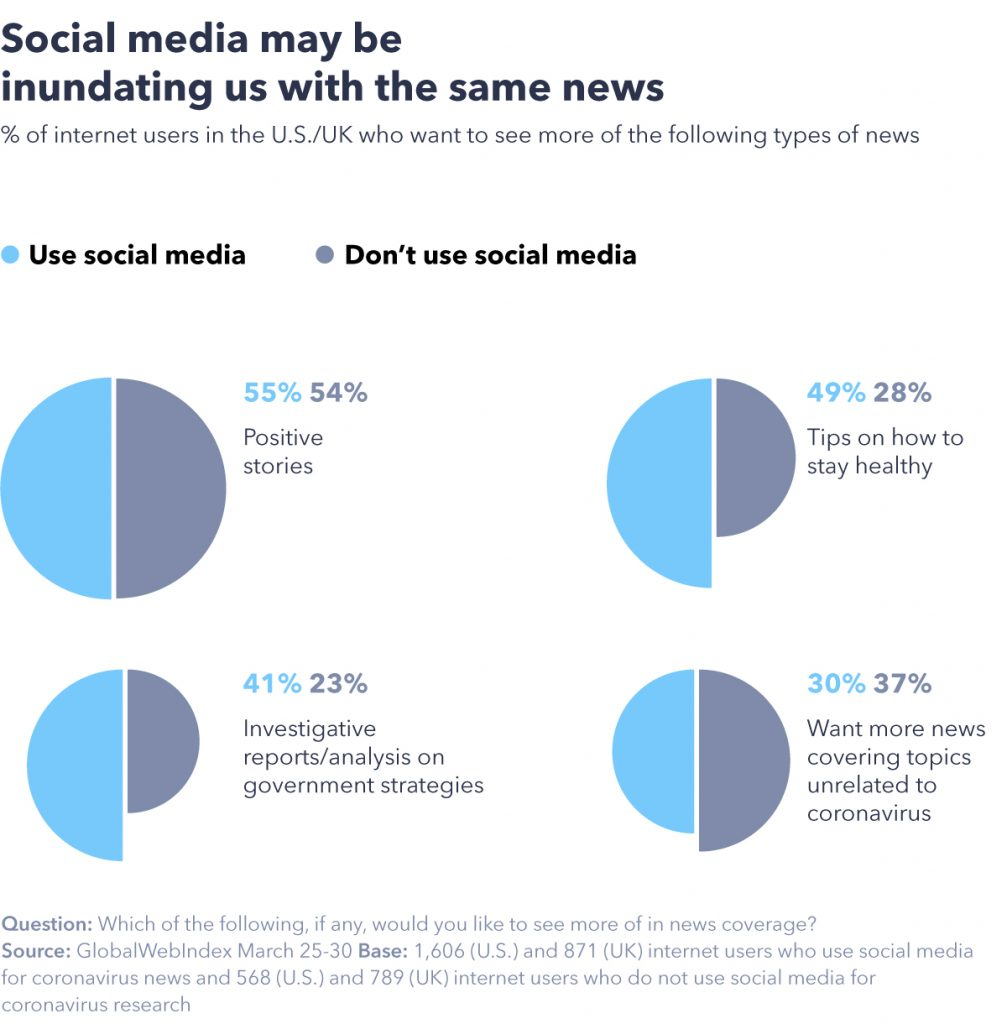 Social media may be
inundating us with the same news
% of internet users in the U.S./UK who want to see more of the following types of news
Use social media
Don’t use social media
55% 54%
Positive
stories
49% 28%
Tips on how to
stay healthy
41% 23%
Investigative
reports/analysis on
government strategies
30% 37%
Want more news
covering topics
unrelated to
coronavirus
Question: Which of the following, if any, would you like to see more of in news coverage?
Source: GlobalWebIndex March 25-30 Base: 1,606 (U.S.) and 871 (UK) internet users who use social media
for coronavirus news and 568 (U.S.) and 789 (UK) internet users who do not use social media for
coronavirus research